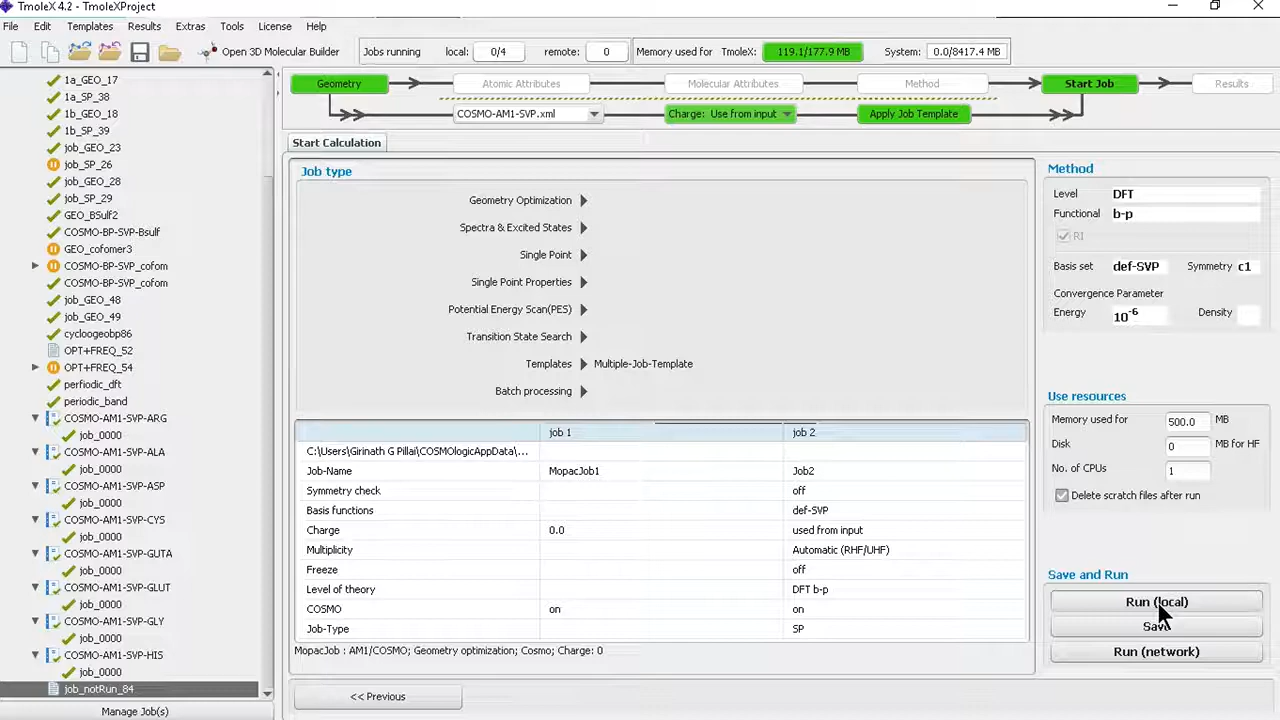 TmoleX 4.2 - TmoleXProject
File Edit Templates Results Extras Tools License Help
Open 3D Molecular Builder Jobs running local: 0/4 remote: 0 Memory used for TmoleX: 119.1/177.9 MB System: 0.0/8417.4 MB
1a_GEO_17
1a_SP_38
1b_GEO_18
1b_SP_39
job_GEO_23
job_SP_26
job_GEO_28
job_SP_29
GEO_BSulf2
COSMO-BP-SVP-Bsulf
GEO_cofomer3
COSMO-BP-SVP_cofom
COSMO-BP-SVP_cofom
job_GEO_48
job_GEO_49
cycloogeobp86
OPT+FREQ_52
OPT+FREQ_54
perfiodic_dft
periodic_band
COSMO-AM1-SVP-ARG
job_0000
COSMO-AM1-SVP-ALA
job_0000
COSMO-AM1-SVP-ASP
job_0000
COSMO-AM1-SVP-CYS
job_0000
COSMO-AM1-SVP-GUTA
job_0000
COSMO-AM1-SVP-GLUT
job_0000
COSMO-AM1-SVP-GLY
job_0000
COSMO-AM1-SVP-HIS
job_0000
job_notRun_84
Manage Job(s)
Geometry Atomic Attributes Molecular Attributes Method Start Job Results
COSMO-AM1-SVP.xml Charge: Use from input Apply Job Template
Start Calculation
Job type
Geometry Optimization
Spectra & Excited States
Single Point
Single Point Properties
Potential Energy Scan(PES)
Transition State Search
Templates Multiple-Job-Template
Batch processing
job 1 job 2
C:\Users\Girinath G Pillai\COSMOlogicAppData\...
Job-Name MopacJob1 Job2
Symmetry check off
Basis functions def-SVP
Charge 0.0 used from input
Multiplicity Automatic (RHF/UHF)
Freeze off
Level of theory DFT b-p
COSMO on on
Job-Type SP
MopacJob : AM1/COSMO; Geometry optimization; Cosmo; Charge: 0
<< Previous
Method
Level DFT
Functional b-p
RI
Basis set def-SVP Symmetry c1
Convergence Parameter
Energy 10⁻⁶ Density
Use resources
Memory used for 500.0 MB
Disk 0 MB for HF
No. of CPUs 1
Delete scratch files after run
Save and Run
Run (local)
Save
Run (network)